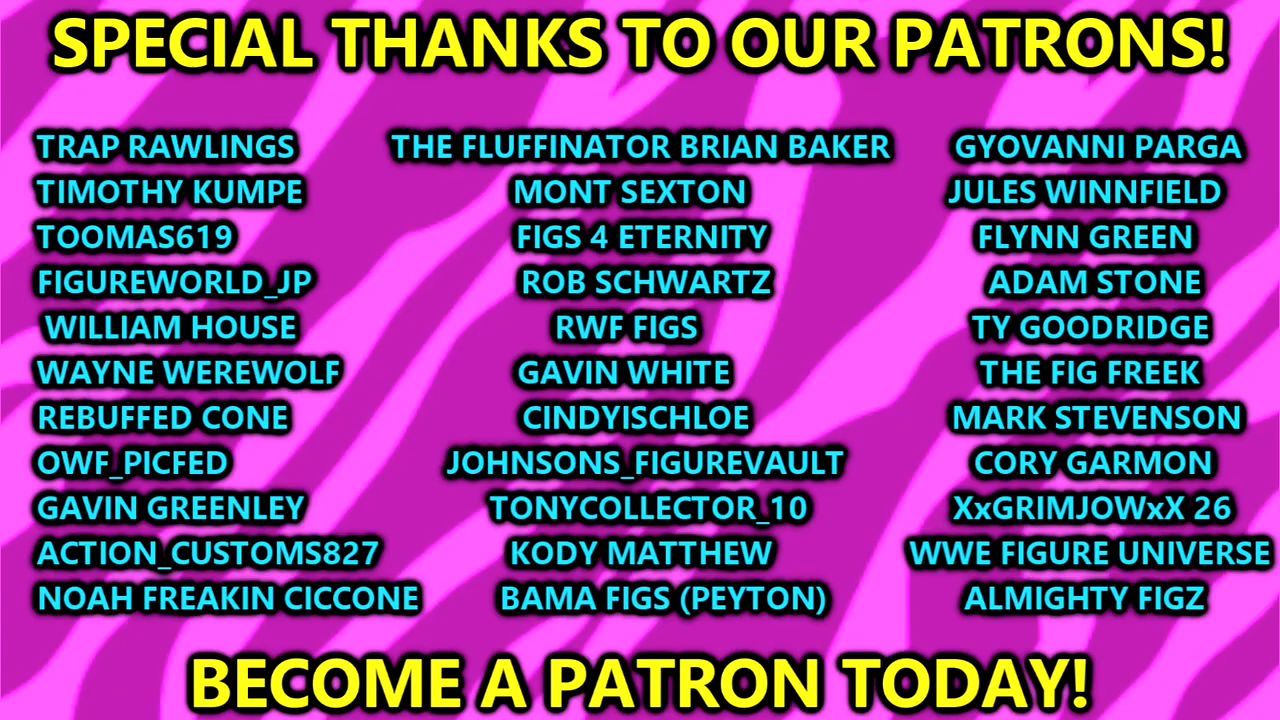 SPECIAL THANKS TO OUR PATRONS!
TRAP RAWLINGS
TIMOTHY KUMPE
TOOMAS619
FIGUREWORLD_JP
WILLIAM HOUSE
WAYNE WEREWOLF
REBUFFED CONE
OWF_PICFED
GAVIN GREENLEY
ACTION_CUSTOMS827
NOAH FREAKIN CICCONE
THE FLUFFINATOR BRIAN BAKER
MONT SEXTON
FIGS 4 ETERNITY
ROB SCHWARTZ
RWF FIGS
GAVIN WHITE
CINDYISCHLOE
JOHNSONS_FIGUREVAULT
TONYCOLLECTOR_10
KODY MATTHEW
BAMA FIGS (PEYTON)
GYOVANNI PARGA
JULES WINNFIELD
FLYNN GREEN
ADAM STONE
TY GOODRIDGE
THE FIG FREEK
MARK STEVENSON
CORY GARMON
XxGRIMJOWxX 26
WWE FIGURE UNIVERSE
ALMIGHTY FIGZ
BECOME A PATRON TODAY!